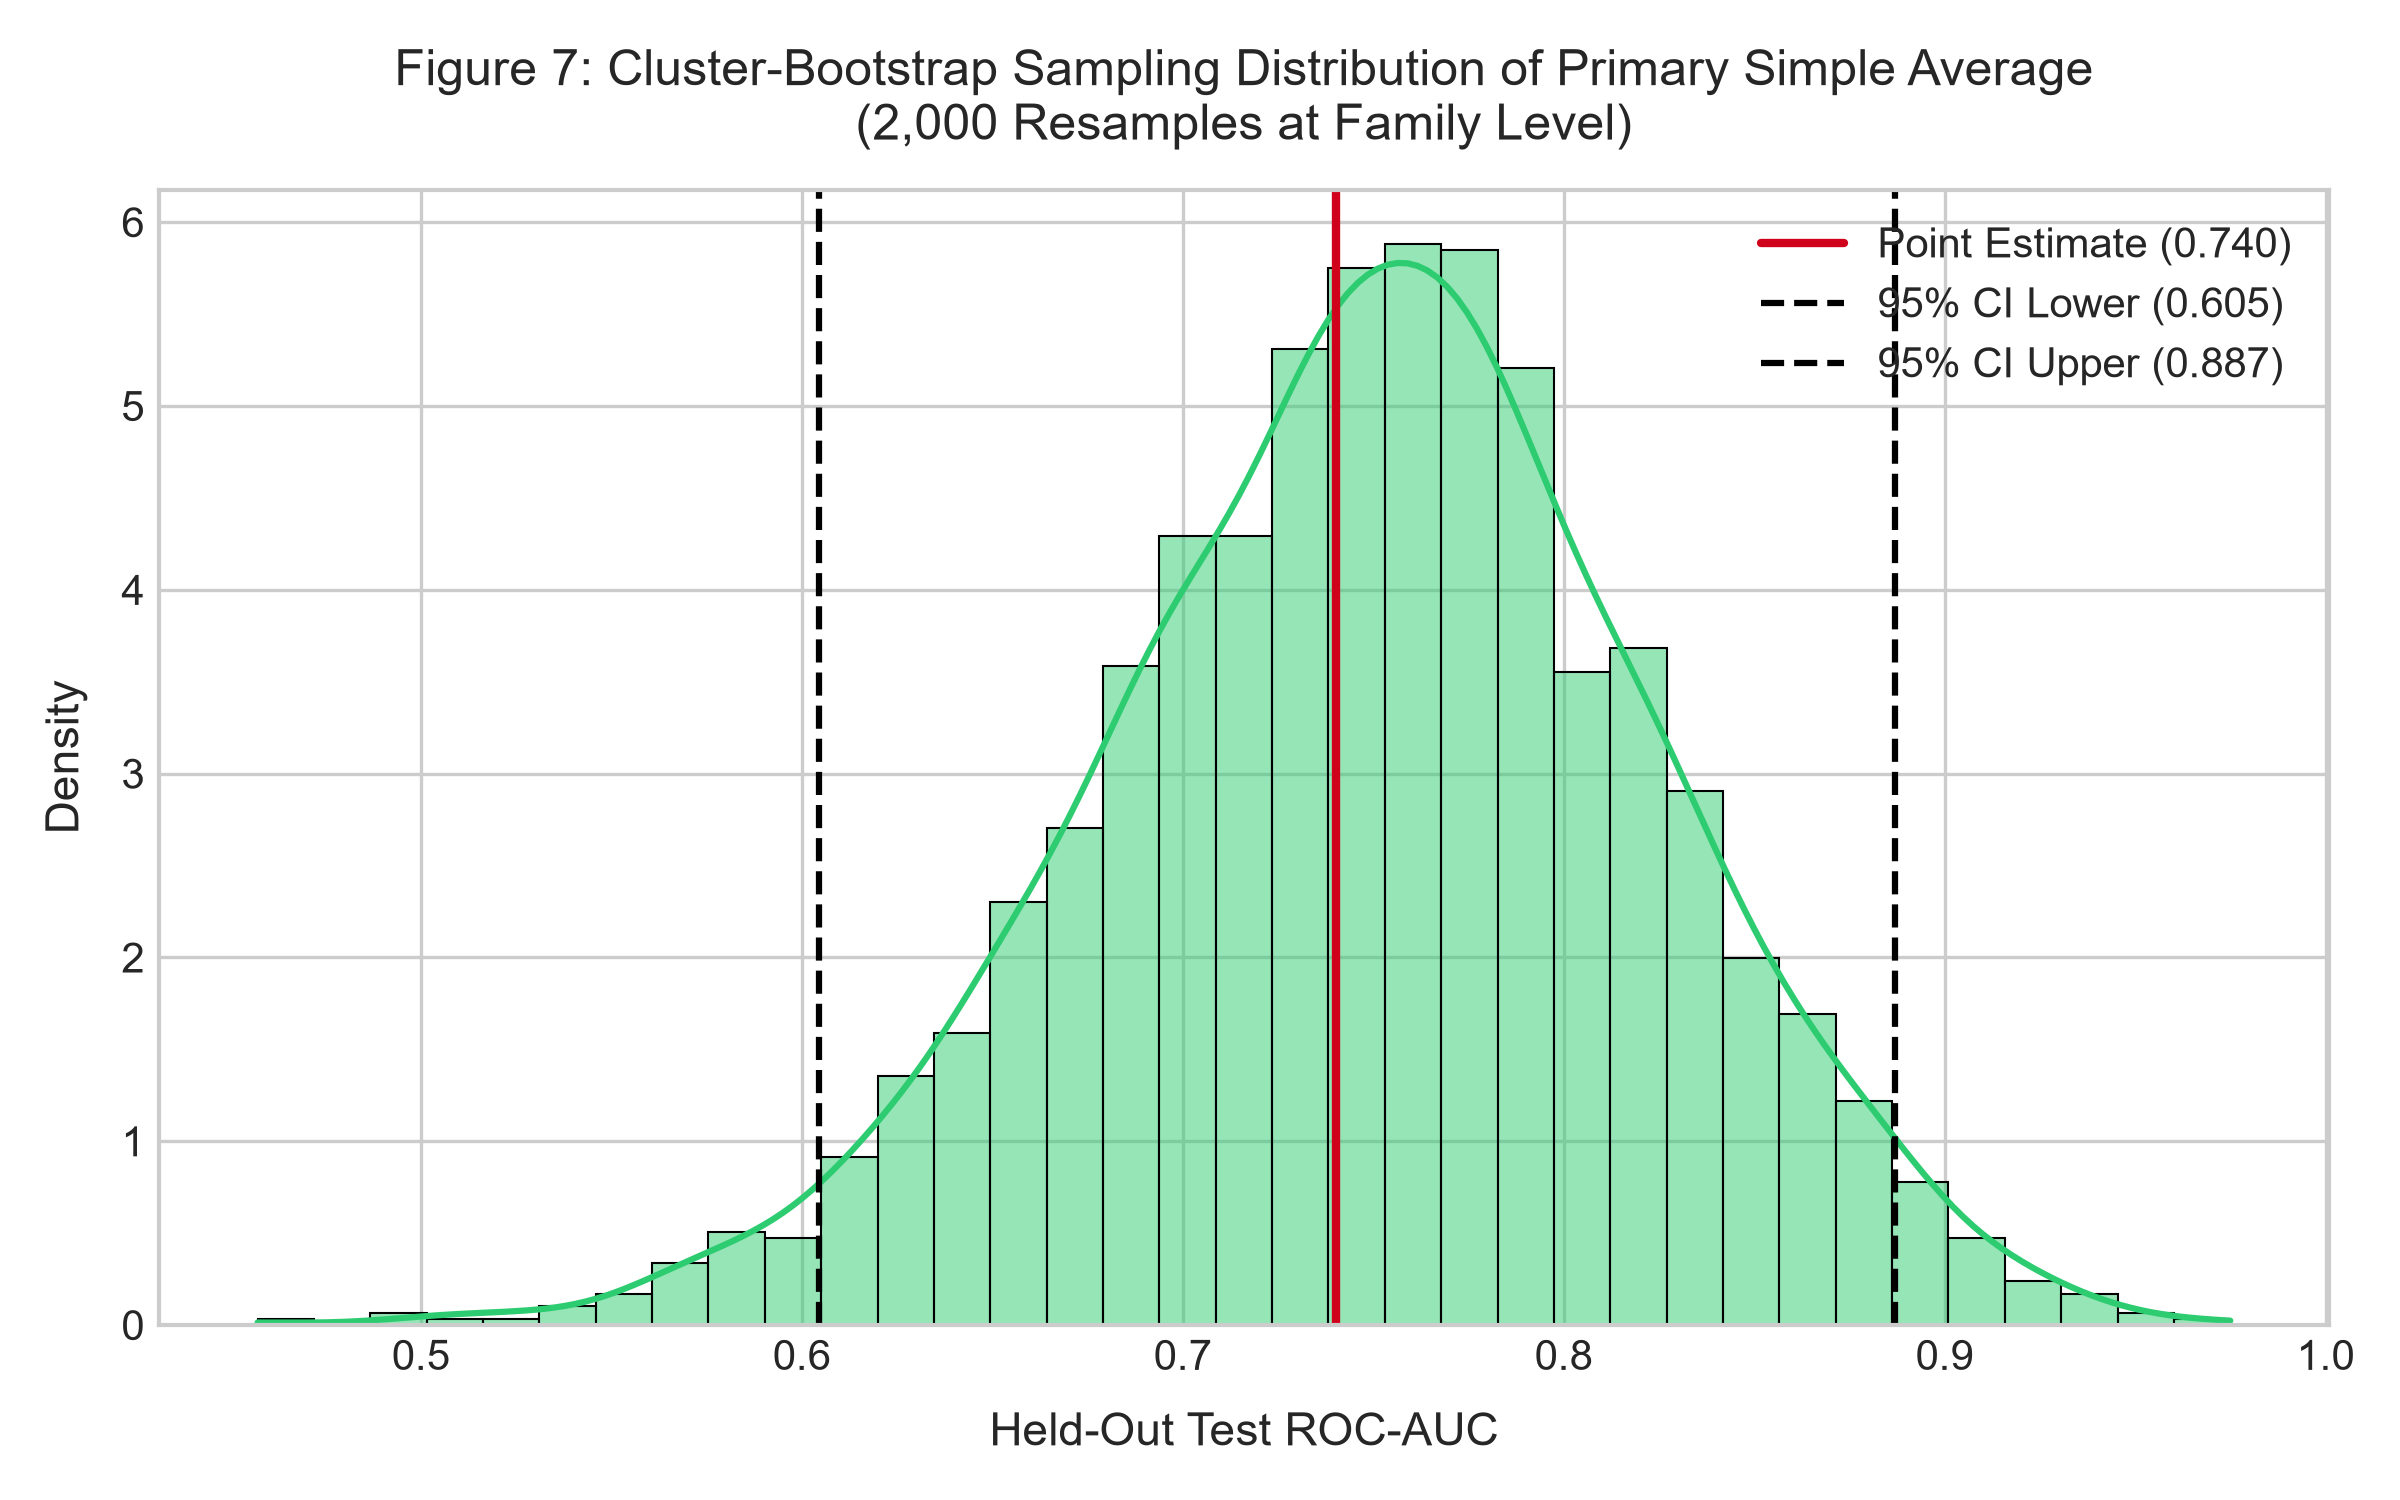 Figure 7: Cluster-Bootstrap Sampling Distribution of Primary Simple Average
(2,000 Resamples at Family Level)
6
5
4
3
2
1
0
Density
Point Estimate (0.740)
95% CI Lower (0.605)
95% CI Upper (0.887)
0.5 0.6 0.7 0.8 0.9 1.0
Held-Out Test ROC-AUC